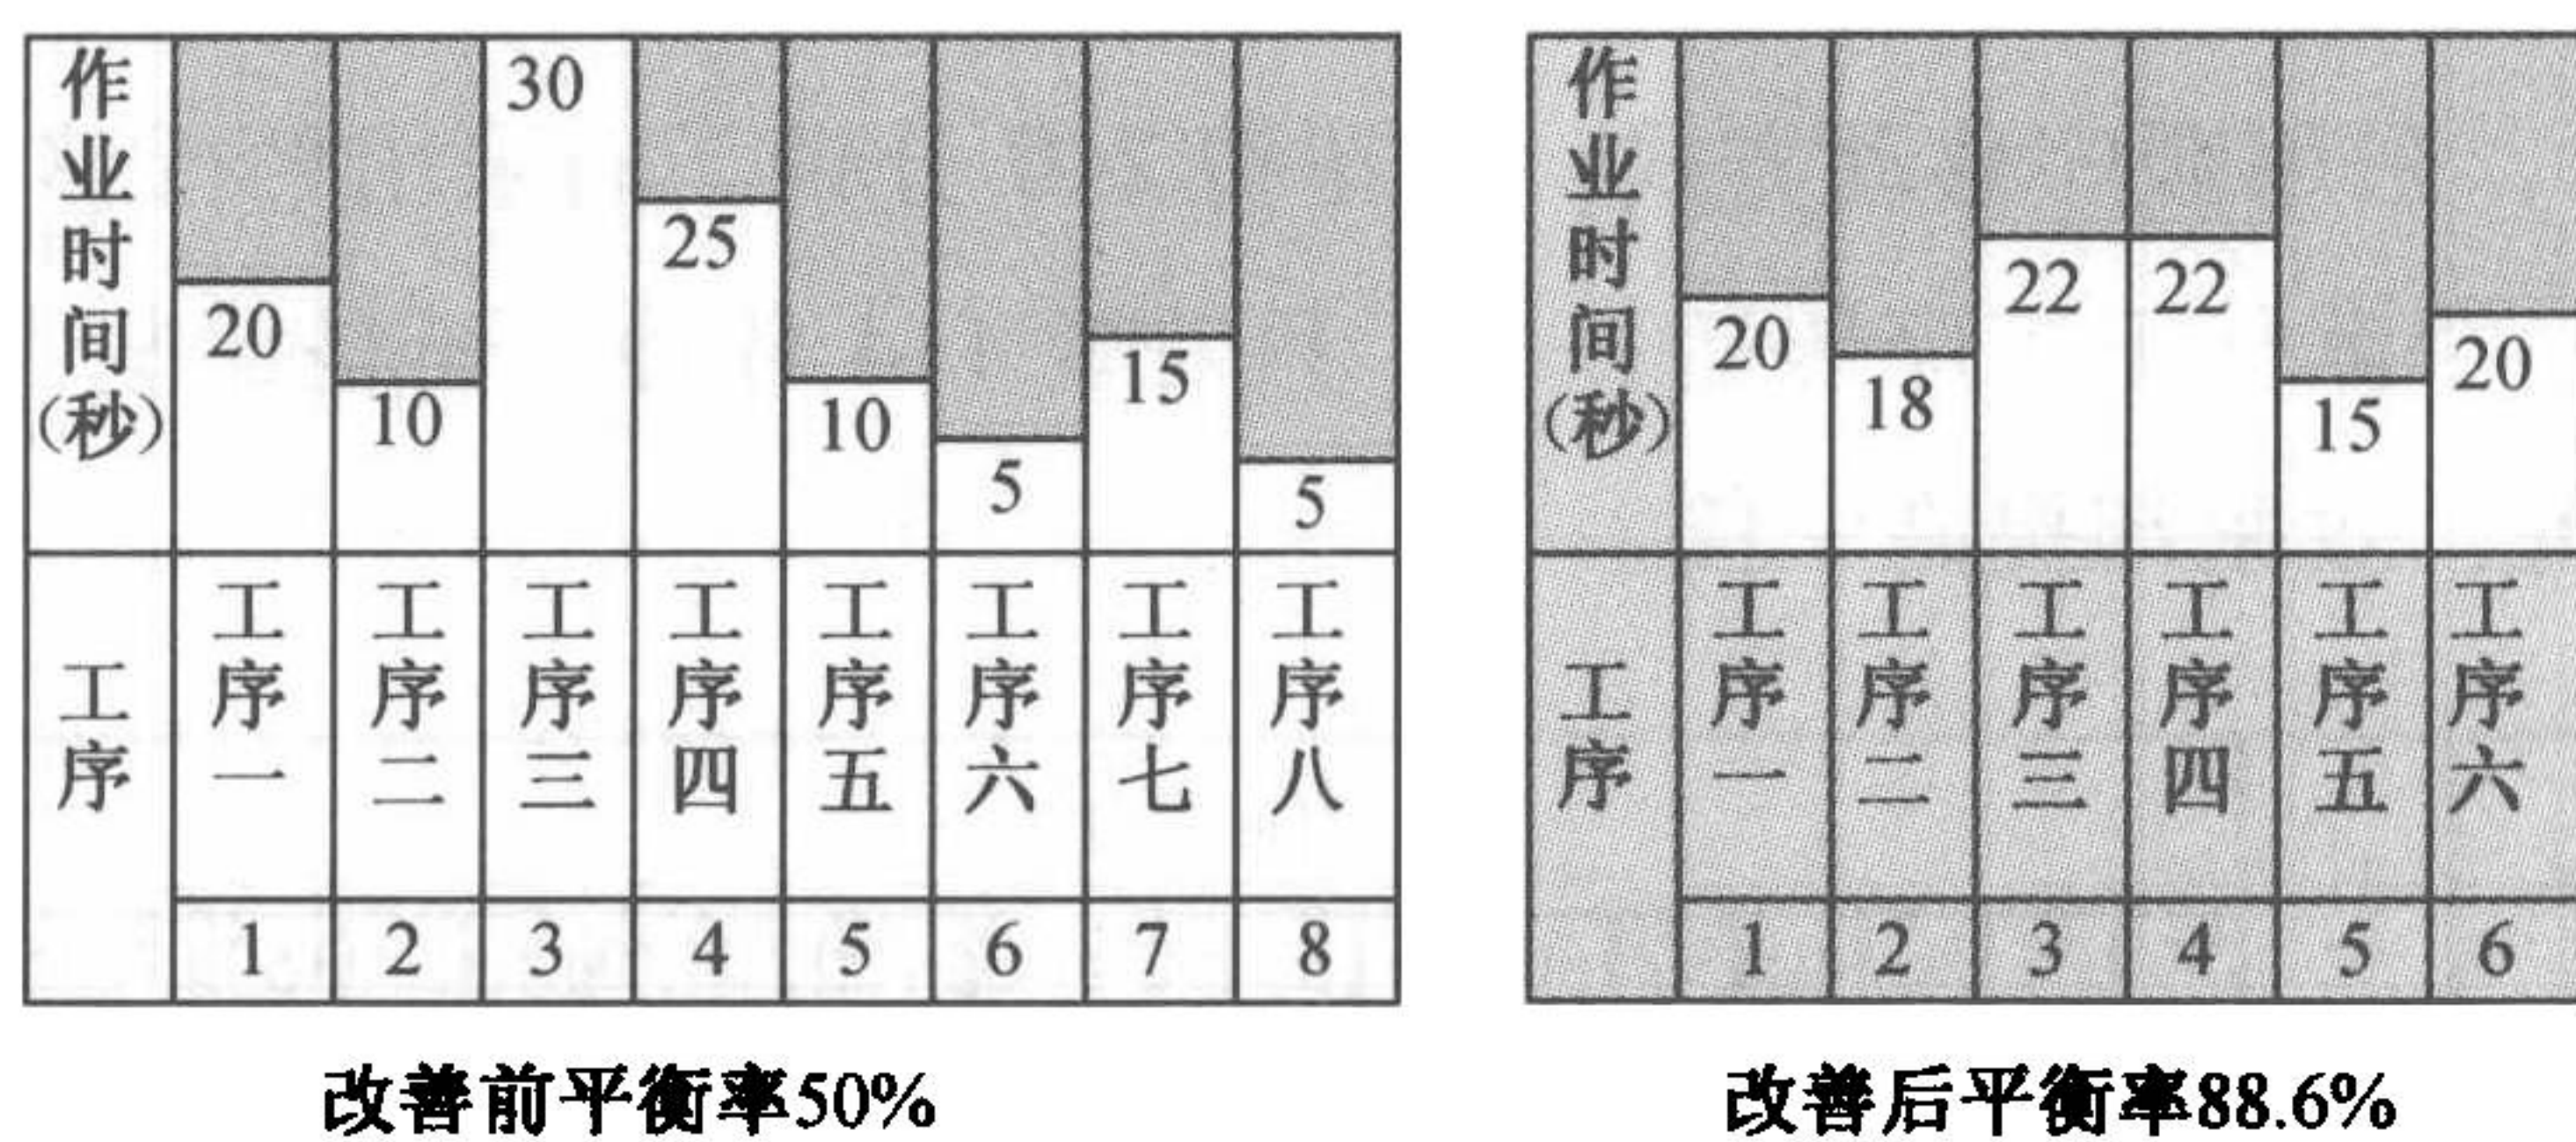 作业时间(秒) 20 10 30 25 10 5 15 5
工序 工序一 工序二 工序三 工序四 工序五 工序六 工序七 工序八
1 2 3 4 5 6 7 8
改善前平衡率50%
作业时间(秒) 20 18 22 22 15 20
工序 工序一 工序二 工序三 工序四 工序五 工序六
1 2 3 4 5 6
改善后平衡率88.6%